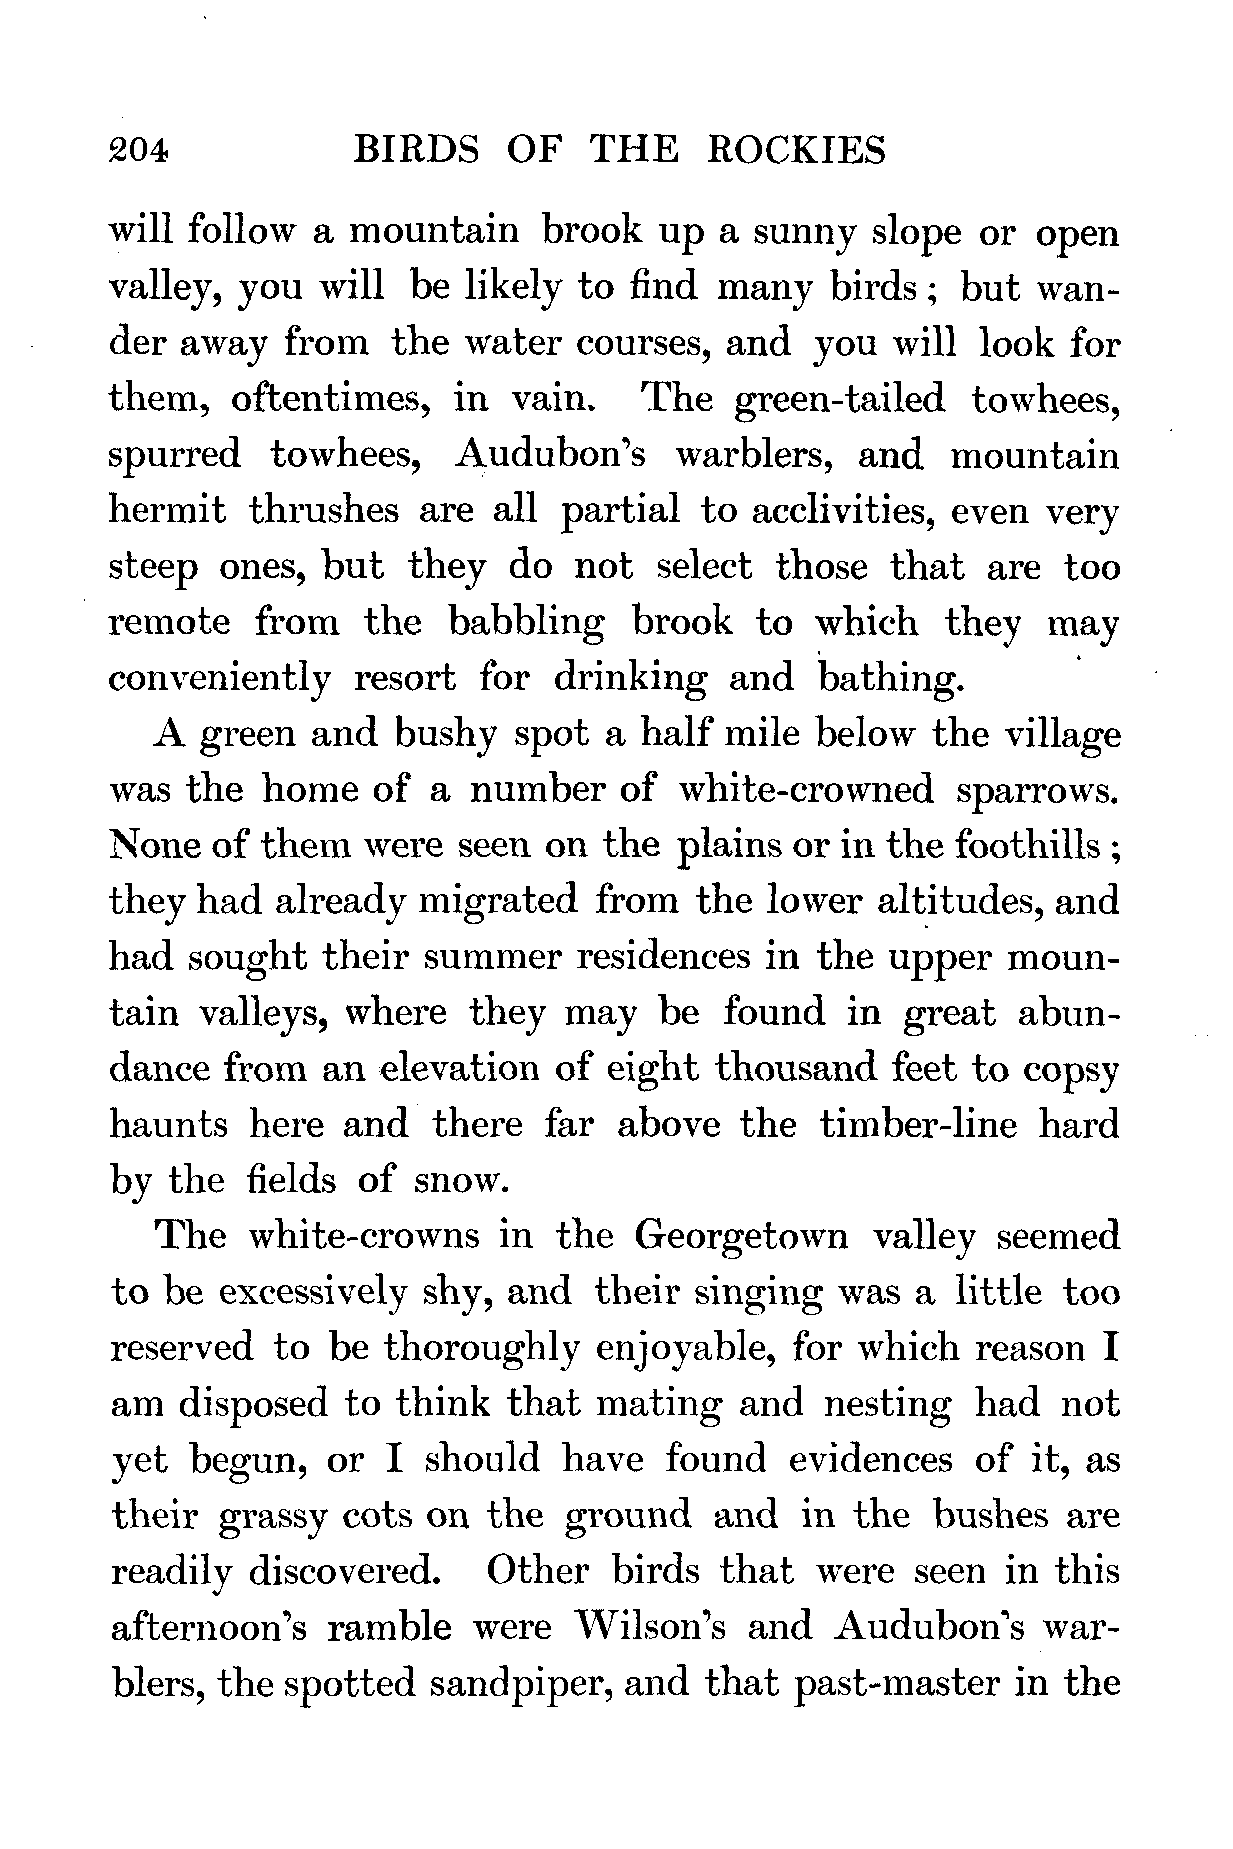 204 BIRDS OF THE ROCKIES
will follow a mountain brook up a sunny slope or open
valley, you will be likely to find many birds ; but wan-
der away from the water courses, and you will look for
them, oftentimes, in vain. The green-tailed towhees,
spurred towhees, Audubon's warblers, and mountain
hermit thrushes are all partial to acclivities, even very
steep ones, but they do not select those that are too
remote from the babbling brook to which they may
conveniently resort for drinking and bathing.
A green and bushy spot a half mile below the village
was the home of a number of white-crowned sparrows.
None of them were seen on the plains or in the foothills ;
they had already migrated from the lower altitudes, and
had sought their summer residences in the upper moun-
tain valleys, where they may be found in great abun-
dance from an elevation of eight thousand feet to copsy
haunts here and there far above the timber-line hard
by the fields of snow.
The white-crowns in the Georgetown valley seemed
to be excessively shy, and their singing was a little too
reserved to be thoroughly enjoyable, for which reason I
am disposed to think that mating and nesting had not
yet begun, or I should have found evidences of it, as
their grassy cots on the ground and in the bushes are
readily discovered. Other birds that were seen in this
afternoon's ramble were Wilson's and Audubon's war-
blers, the spotted sandpiper, and that past-master in the